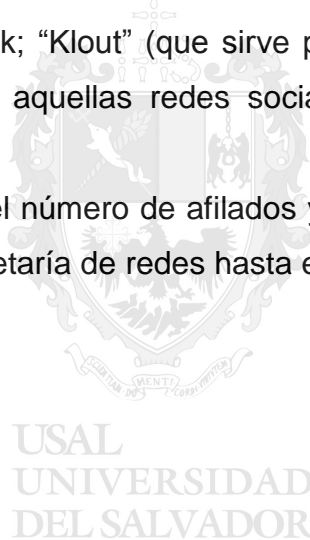 k; “Klout” (que sirve p
aquellas redes socia
el número de afilados y
etaría de redes hasta e
USAL
UNIVERSIDAD
DEL SALVADOR